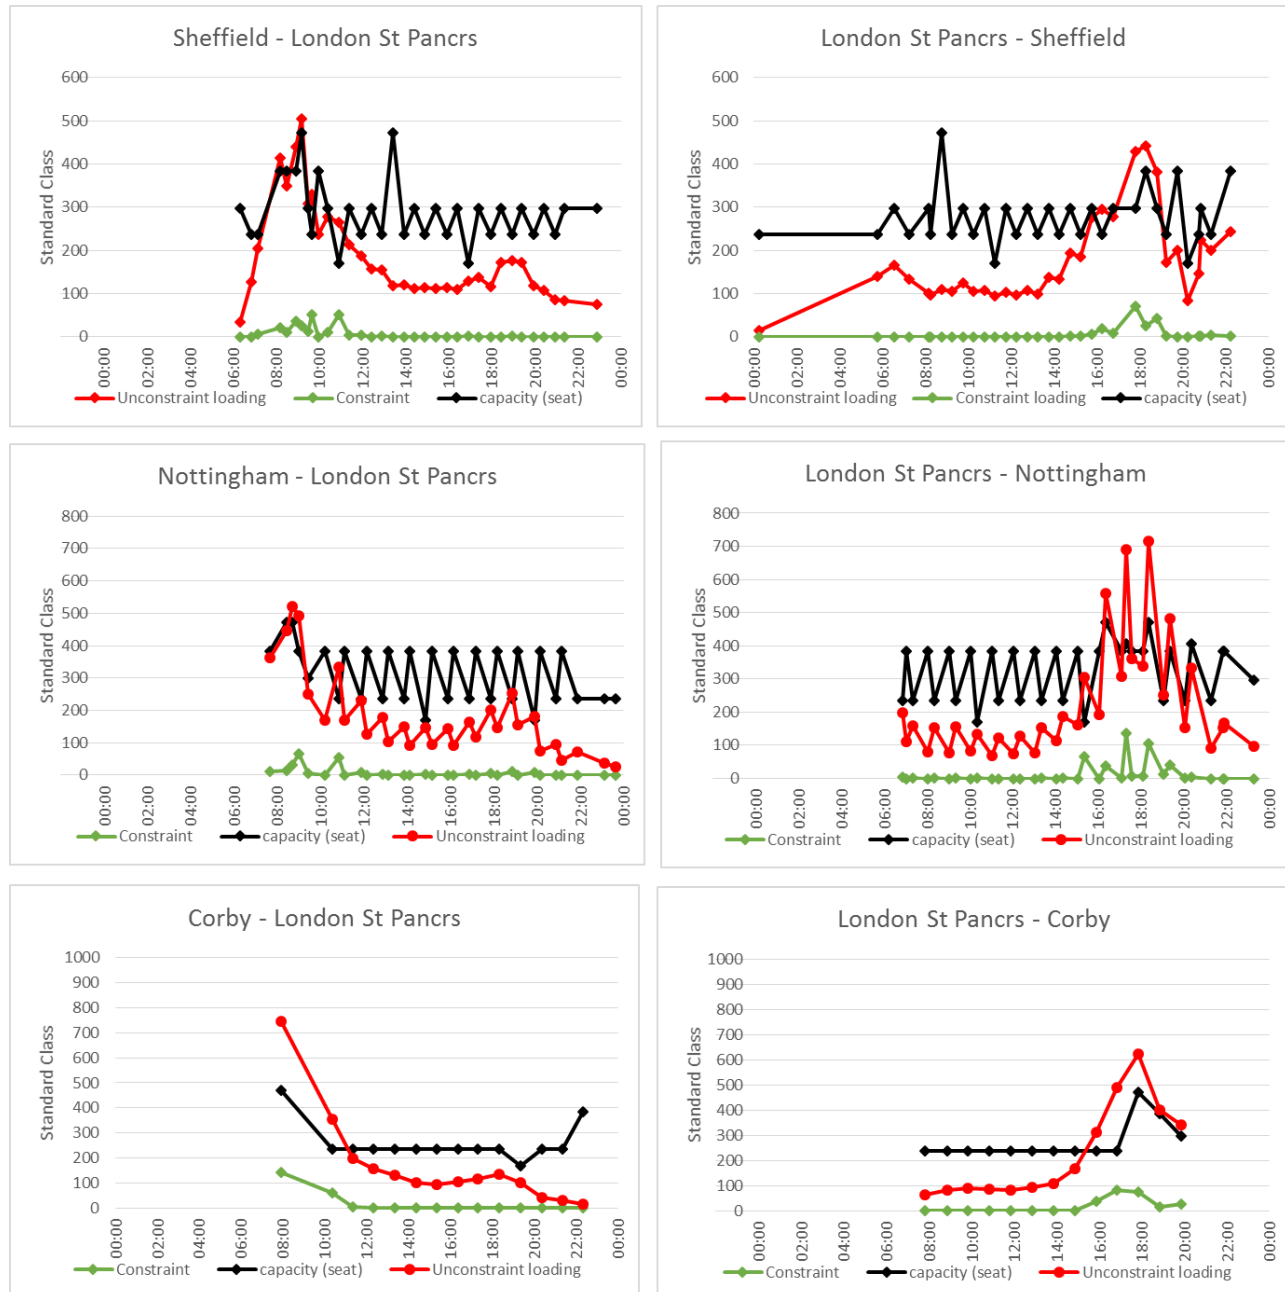 Sheffield - London St Pancrs
600
500
400
300
200
100
0
Standard Class
00:00 02:00 04:00 06:00 08:00 10:00 12:00 14:00 16:00 18:00 20:00 22:00 00:00
Unconstraint loading Constraint capacity (seat)
London St Pancrs - Sheffield
600
500
400
300
200
100
0
Standard Class
00:00 02:00 04:00 06:00 08:00 10:00 12:00 14:00 16:00 18:00 20:00 22:00 00:00
Unconstraint loading Constraint loading capacity (seat)
Nottingham - London St Pancrs
800
700
600
500
400
300
200
100
0
Standard Class
00:00 02:00 04:00 06:00 08:00 10:00 12:00 14:00 16:00 18:00 20:00 22:00 00:00
Constraint capacity (seat) Unconstraint loading
London St Pancrs - Nottingham
800
700
600
500
400
300
200
100
0
Standard Class
00:00 02:00 04:00 06:00 08:00 10:00 12:00 14:00 16:00 18:00 20:00 22:00 00:00
Constraint capacity (seat) Unconstraint loading
Corby - London St Pancrs
1000
900
800
700
600
500
400
300
200
100
0
Standard Class
00:00 02:00 04:00 06:00 08:00 10:00 12:00 14:00 16:00 18:00 20:00 22:00 00:00
Constraint capacity (seat) Unconstraint loading
London St Pancrs - Corby
1000
900
800
700
600
500
400
300
200
100
0
Standard Class
00:00 02:00 04:00 06:00 08:00 10:00 12:00 14:00 16:00 18:00 20:00 22:00 00:00
Constraint capacity (seat) Unconstraint loading